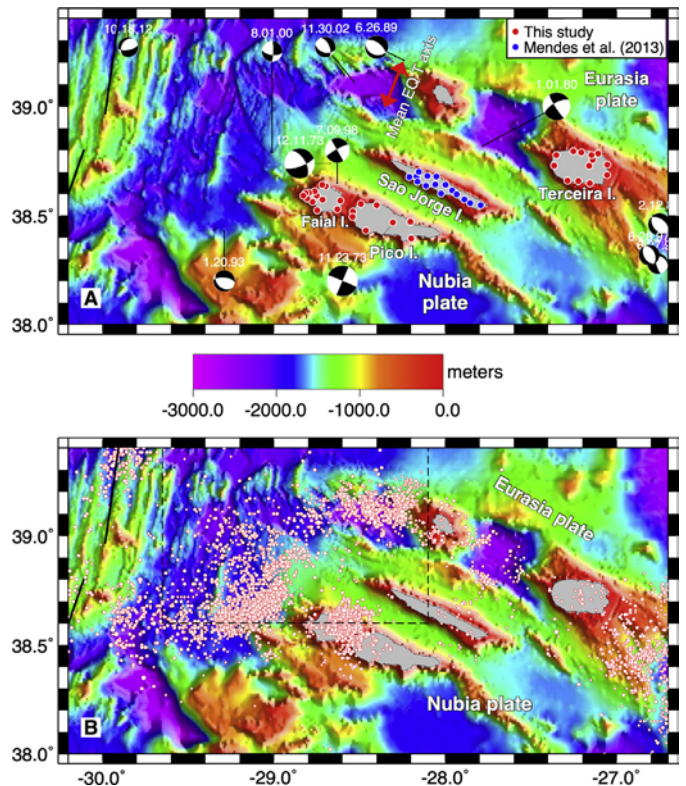 This study
Mendes et al. (2013)
10.18.12
8.01.00
11.30.02
6.26.89
Mean EQ T axis
Eurasia
plate
1.01.80
39.0°
12.11.73
7.09.98
Sao Jorge I.
Terceira I.
38.5°
Faial I.
Pico I.
2.12
1.20.93
11.23.73
Nubia
plate
A
38.0°
meters
-3000.0
-2000.0
-1000.0
0.0
39.0°
Eurasia plate
38.5°
Nubia plate
B
38.0°
-30.0°
-29.0°
-28.0°
-27.0°